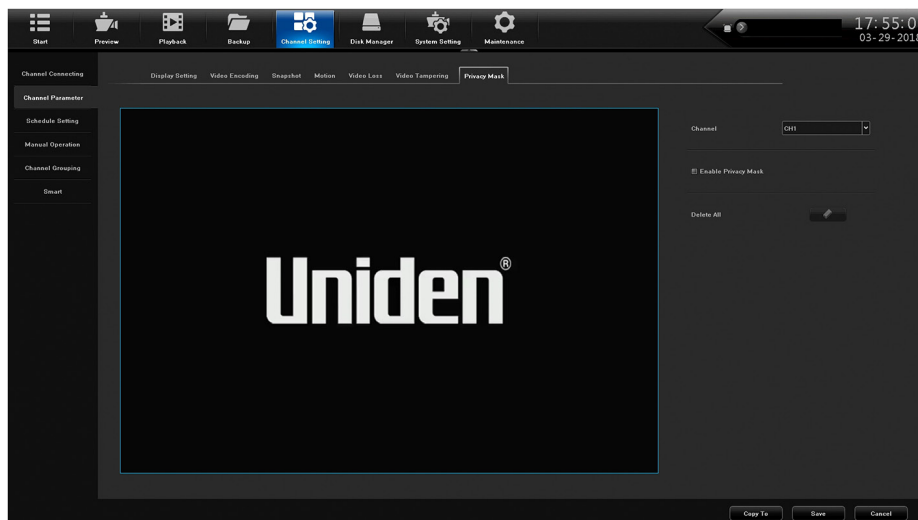 Start Preview Playback Backup Channel Setting Disk Manager System Setting Maintenance
17:55:0
03-29-2018
Channel Connecting
Channel Parameter
Schedule Setting
Manual Operation
Channel Grouping
Smart
Display Setting Video Encoding Snapshot Motion Video Loss Video Tampering Privacy Mask
Uniden®
Channel CH1
Enable Privacy Mask
Delete All
Copy To Save Cancel